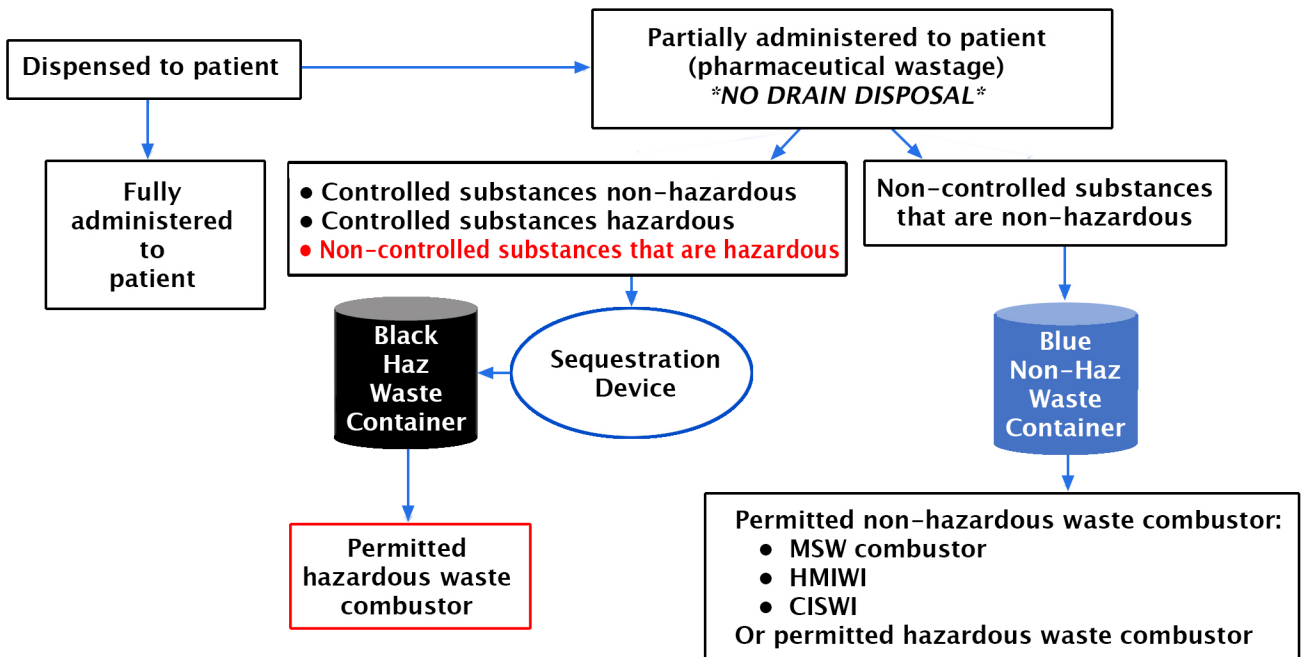 Dispensed to patient
Partially administered to patient
(pharmaceutical wastage)
*NO DRAIN DISPOSAL*
Fully
administered
to
patient
● Controlled substances non-hazardous
● Controlled substances hazardous
● Non-controlled substances that are hazardous
Non-controlled substances
that are non-hazardous
Black
Haz
Waste
Container
Sequestration
Device
Blue
Non-Haz
Waste
Container
Permitted
hazardous waste
combustor
Permitted non-hazardous waste combustor:
● MSW combustor
● HMIWI
● CISWI
Or permitted hazardous waste combustor